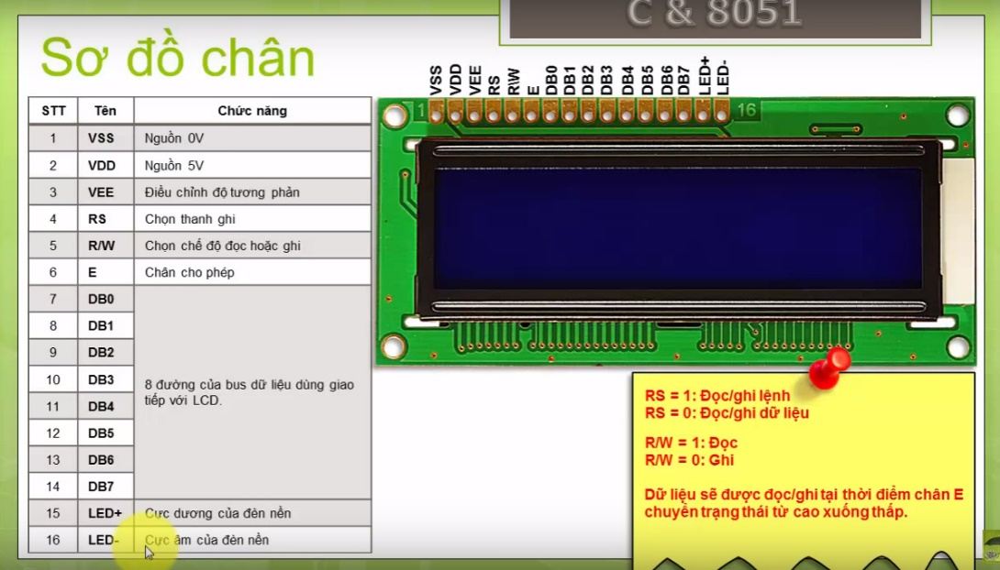 C & 8051
Sơ đồ chân
STT Tên Chức năng
1 VSS Nguồn 0V
2 VDD Nguồn 5V
3 VEE Điều chỉnh độ tương phản
4 RS Chọn thanh ghi
5 R/W Chọn chế độ đọc hoặc ghi
6 E Chân cho phép
7 DB0
8 DB1
9 DB2
10 DB3
11 DB4
12 DB5
13 DB6
14 DB7
8 đường của bus dữ liệu dùng giao
tiếp với LCD.
15 LED+ Cực dương của đèn nền
16 LED- Cực âm của đèn nền
VSS VDD VEE RS R/W E DB0 DB1 DB2 DB3 DB4 DB5 DB6 DB7 LED+ LED-
1 16
RS = 1: Đọc/ghi lệnh
RS = 0: Đọc/ghi dữ liệu
R/W = 1: Đọc
R/W = 0: Ghi
Dữ liệu sẽ được đọc/ghi tại thời điểm chân E
chuyển trạng thái từ cao xuống thấp.